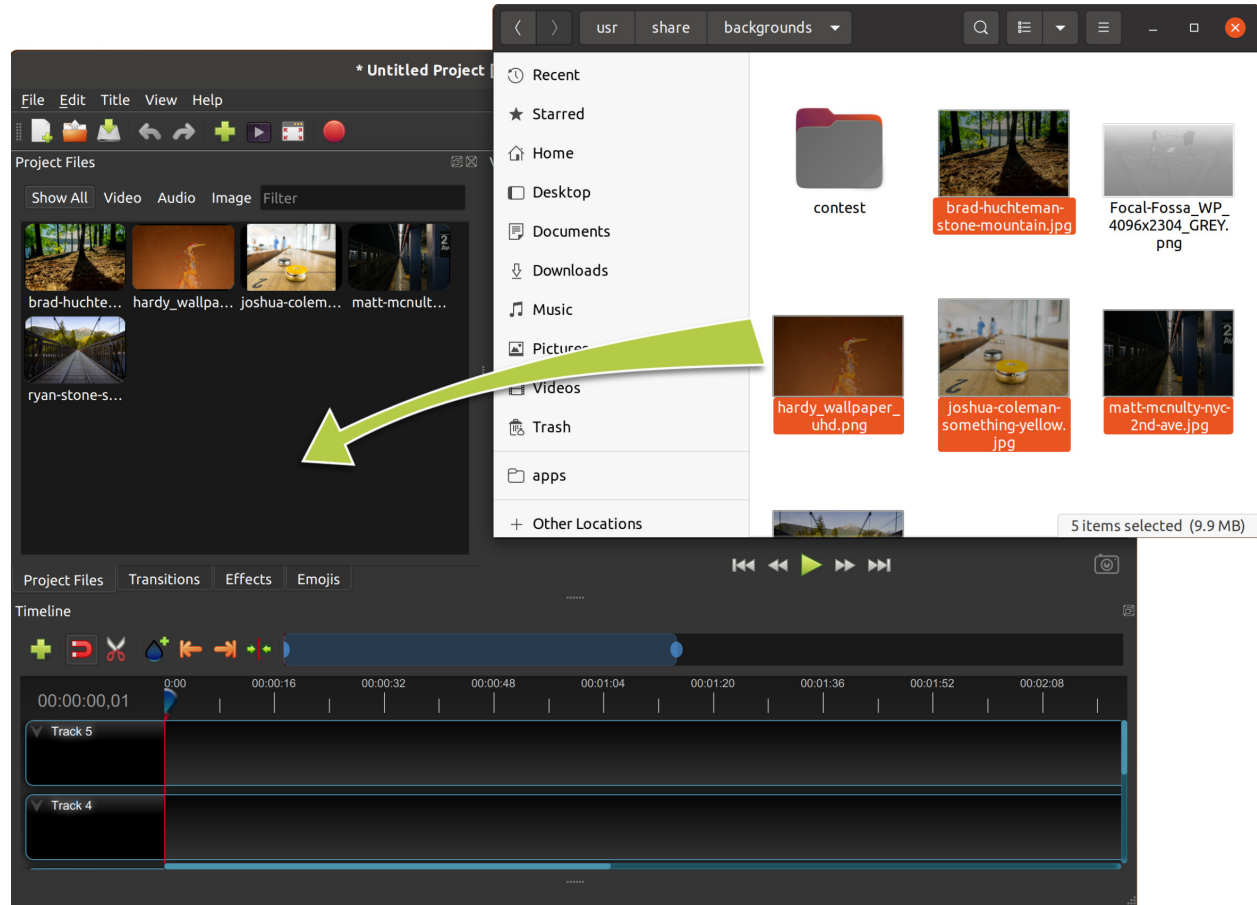 usr share backgrounds
Recent
Starred
Home
Desktop
Documents
Downloads
Music
Pictures
Videos
Trash
apps
Other Locations
contest
brad-huchteman-
stone-mountain.jpg
Focal-Fossa_WP_
4096x2304_GREY.
png
hardy_wallpaper_
uhd.png
joshua-coleman-
something-yellow.
jpg
matt-mcnulty-nyc-
2nd-ave.jpg
5 items selected (9.9 MB)
* Untitled Project [
File Edit Title View Help
Project Files
Show All Video Audio Image Filter
brad-huchte... hardy_wallpa... joshua-colem... matt-mcnult...
ryan-stone-s...
Project Files Transitions Effects Emojis
Timeline
00:00:00,01
0:00 00:00:16 00:00:32 00:00:48 00:01:04 00:01:20 00:01:36 00:01:52 00:02:08
Track 5
Track 4